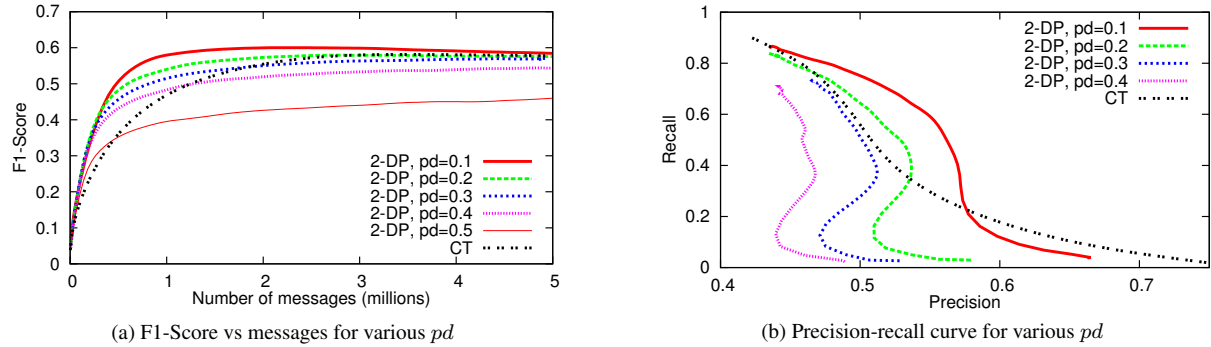 0.7
0.6
0.5
0.4
0.3
0.2
0.1
0
F1-Score
2-DP, pd=0.1
2-DP, pd=0.2
2-DP, pd=0.3
2-DP, pd=0.4
2-DP, pd=0.5
CT
0 1 2 3 4 5
Number of messages (millions)
(a) F1-Score vs messages for various pd
1
0.8
0.6
0.4
0.2
0
Recall
2-DP, pd=0.1
2-DP, pd=0.2
2-DP, pd=0.3
2-DP, pd=0.4
CT
0.4 0.5 0.6 0.7
Precision
(b) Precision-recall curve for various pd